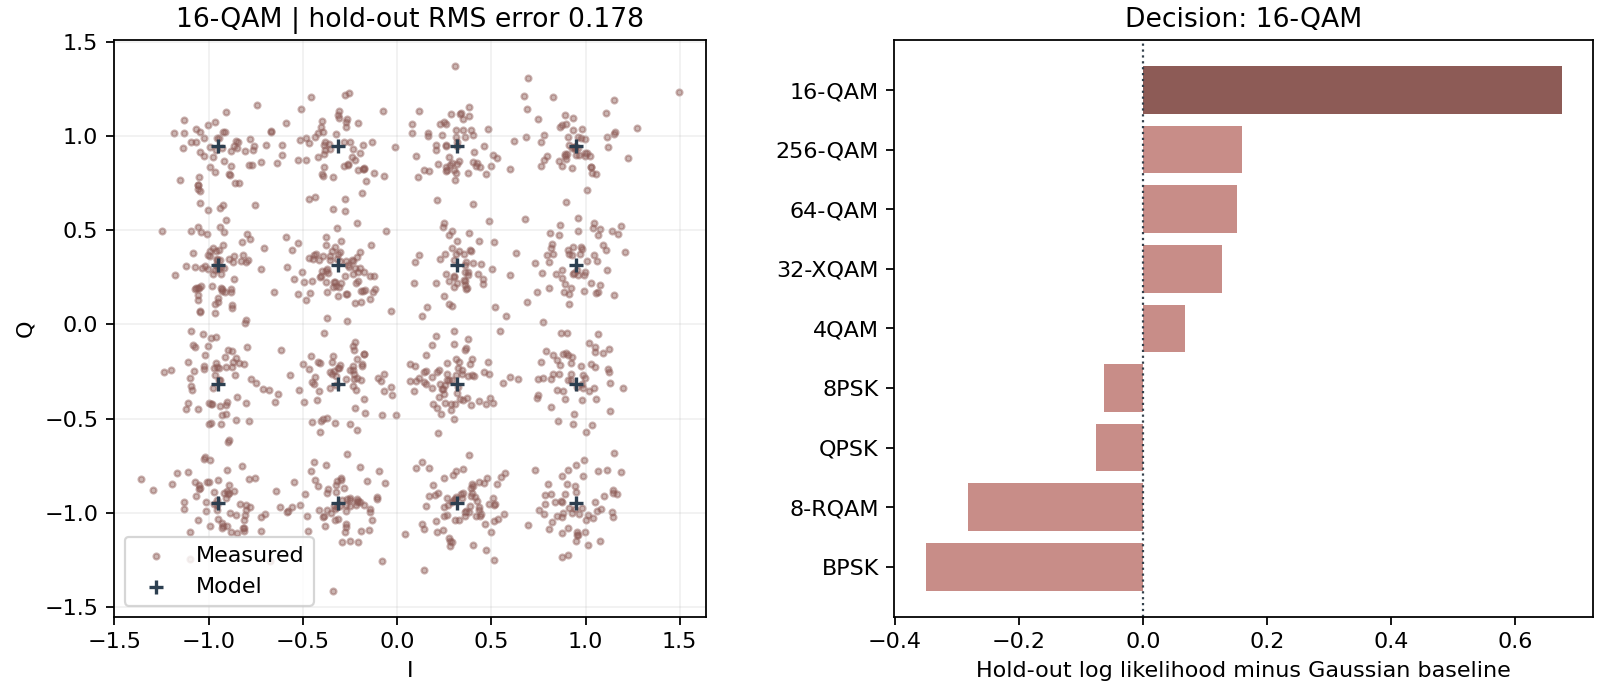 16-QAM | hold-out RMS error 0.178
1.5
1.0
0.5
0.0
−0.5
−1.0
−1.5
Q
Measured
Model
−1.5
−1.0
−0.5
0.0
0.5
1.0
1.5
I
Decision: 16-QAM
16-QAM
256-QAM
64-QAM
32-XQAM
4QAM
8PSK
QPSK
8-RQAM
BPSK
−0.4
−0.2
0.0
0.2
0.4
0.6
Hold-out log likelihood minus Gaussian baseline